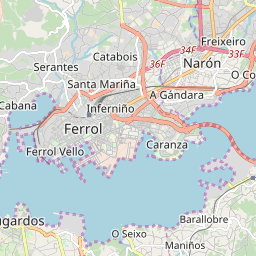 Freixeiro
Catabois
34F
33F
36F
Narón
Serantes
Santa Mariña
O Co
A Gándara
Cabana
Inferniño
Ferrol
Caranza
Ferrol Vello
ugardos
Barallobre
O Seixo
Maniños